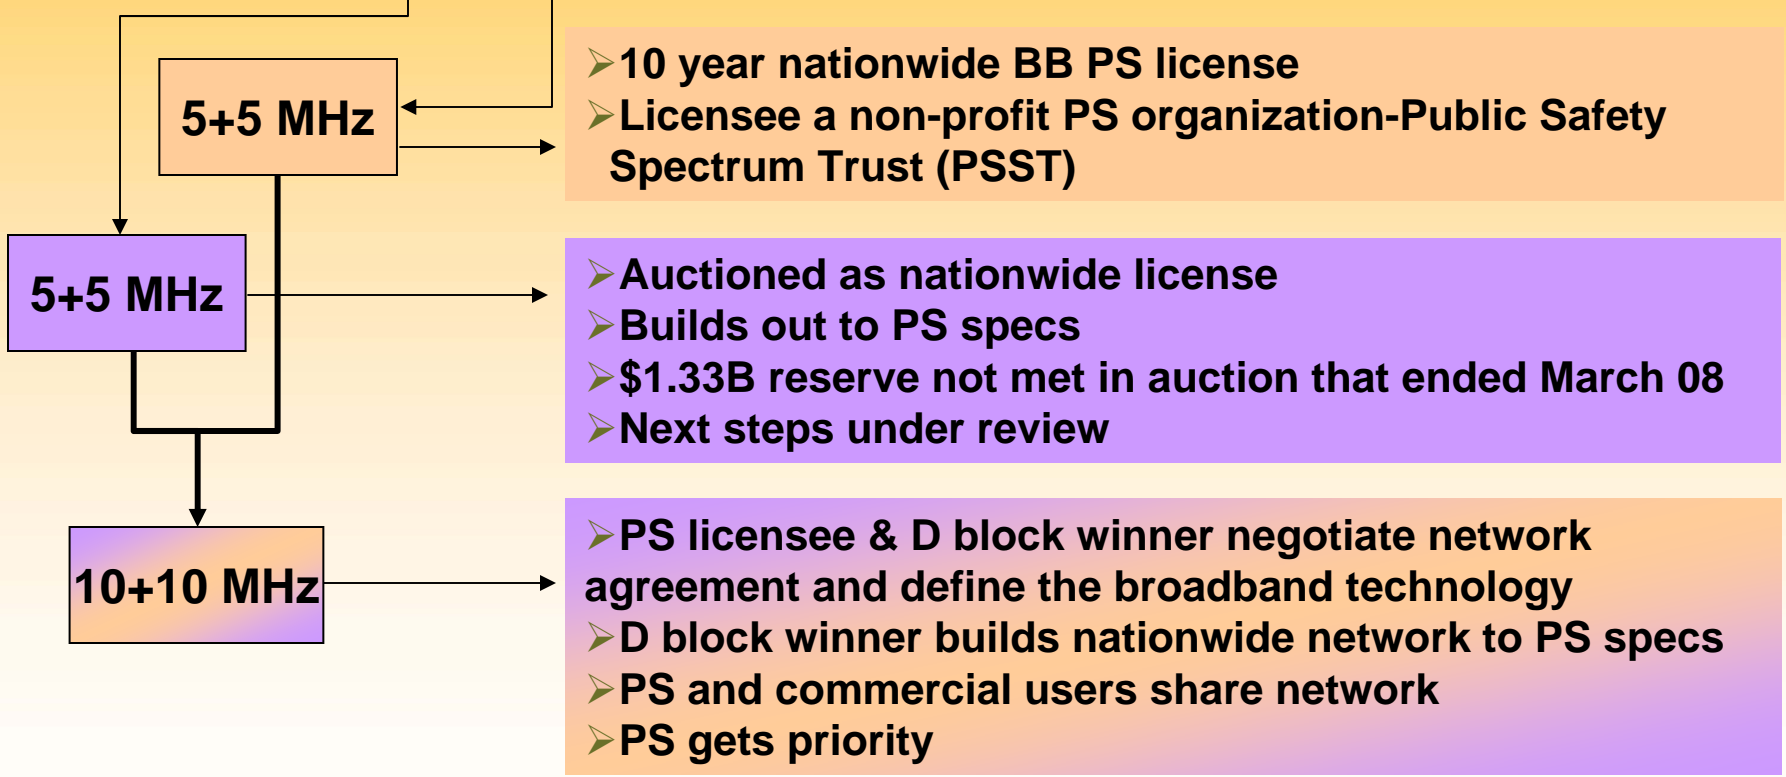 5+5 MHz
➢10 year nationwide BB PS license
➢Licensee a non-profit PS organization-Public Safety
Spectrum Trust (PSST)
5+5 MHz
➢Auctioned as nationwide license
➢Builds out to PS specs
➢$1.33B reserve not met in auction that ended March 08
➢Next steps under review
10+10 MHz
➢PS licensee & D block winner negotiate network
agreement and define the broadband technology
➢D block winner builds nationwide network to PS specs
➢PS and commercial users share network
➢PS gets priority